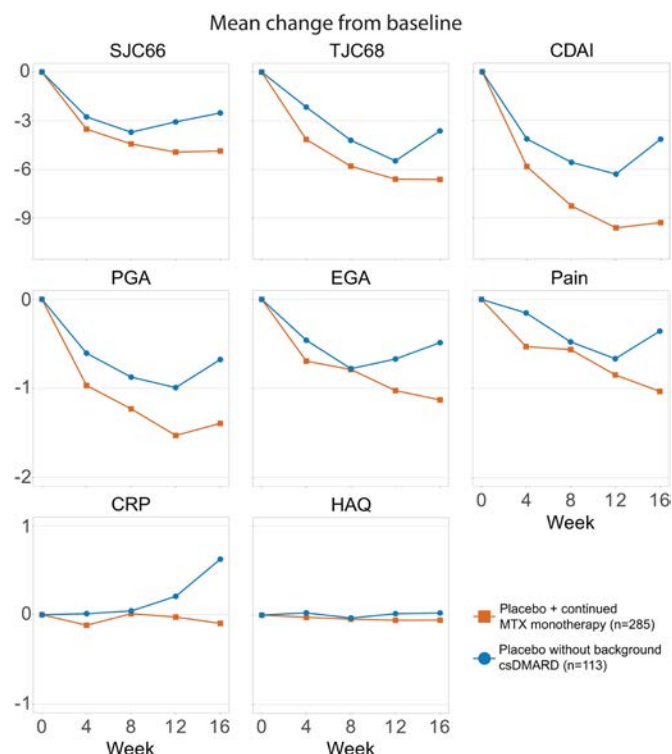 Mean change from baseline
SJC66
TJC68
CDAI
0
-3
-6
-9
PGA
EGA
Pain
0
-1
-2
0 4 8 12 16
Week
CRP
HAQ
1
0
-1
0 4 8 12 16
Week
0 4 8 12 16
Week
Placebo + continued
MTX monotherapy (n=285)
Placebo without background
csDMARD (n=113)